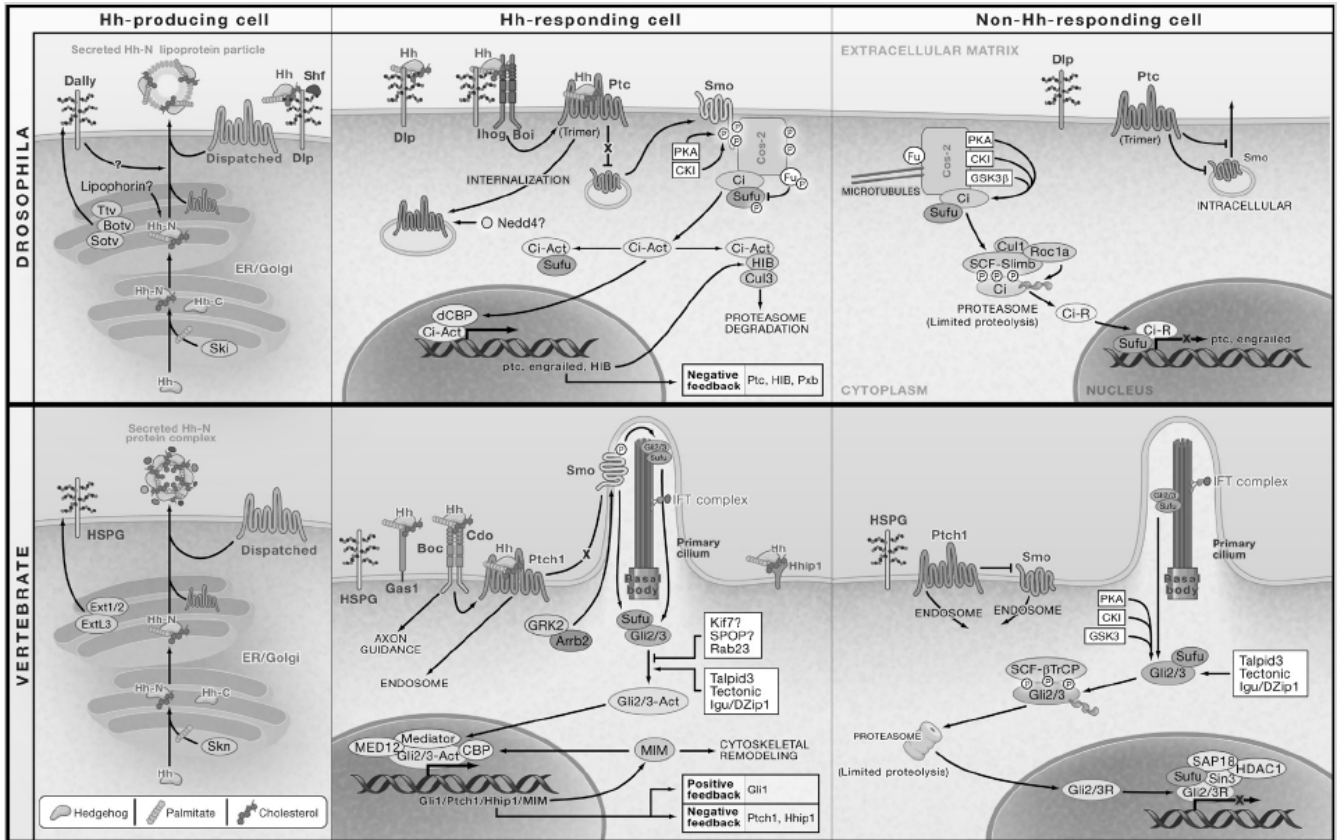 Hh-producing cell
Hh-responding cell
Non-Hh-responding cell
DROSOPHILA
Secreted Hh-N lipoprotein particle
Dally
Hh
Shf
Dispatched
Dlp
?
Lipophorin?
Ttv
Botv
Sotv
Hh-N
ER/Golgi
Hh-N
Hh-C
Ski
Hh
Hh
Dlp
Hh
Ihog Boi
Hh
Ptc
(Trimer)
X
Smo
P
P
P
P
P
PKA
CKI
Cos-2
Ci
Fu
P
Sufu
P
INTERNALIZATION
Nedd4?
Ci-Act
Sufu
Ci-Act
Ci-Act
HIB
Cul3
PROTEASOME
DEGRADATION
dCBP
Ci-Act
ptc, engrailed, HIB
Negative
feedback
Ptc, HIB, Pxb
EXTRACELLULAR MATRIX
Dlp
Ptc
(Trimer)
Smo
INTRACELLULAR
Fu
Cos-2
PKA
CKI
GSK3β
MICROTUBULES
Ci
Sufu
Cul1
Roc1a
SCF-Slimb
P P P
Ci
PROTEASOME
(Limited proteolysis)
Ci-R
Ci-R
Sufu
X
ptc, engrailed
CYTOPLASM
NUCLEUS
VERTEBRATE
Secreted Hh-N
protein complex
HSPG
Dispatched
Ext1/2
ExtL3
Hh-N
ER/Golgi
Hh-N
Hh-C
Skn
Hh
Hedgehog
Palmitate
Cholesterol
HSPG
Hh
Gas1
Hh
Boc
Cdo
Hh
Ptch1
X
Smo
P
Gli2/3
Sufu
IFT complex
Primary
cilium
Basal
body
Hh
Hhip1
AXON
GUIDANCE
ENDOSOME
GRK2
Arrb2
Sufu
Gli2/3
Kif7?
SPOP?
Rab23
Talpid3
Tectonic
Igu/DZip1
Gli2/3-Act
Mediator
MED12
Gli2/3-Act
CBP
MIM
CYTOSKELETAL
REMODELING
Gli1/Ptch1/Hhip1/MIM
Positive
feedback
Gli1
Negative
feedback
Ptch1, Hhip1
HSPG
Ptch1
Smo
ENDOSOME
ENDOSOME
Gli2/3
Sufu
IFT complex
Primary
cilium
Basal
body
PKA
CKI
GSK3
Sufu
Gli2/3
Talpid3
Tectonic
Igu/DZip1
SCF-βTrCP
P P P
Gli2/3
PROTEASOME
(Limited proteolysis)
Gli2/3R
SAP18
Sufu
Sin3
HDAC1
Gli2/3R
X